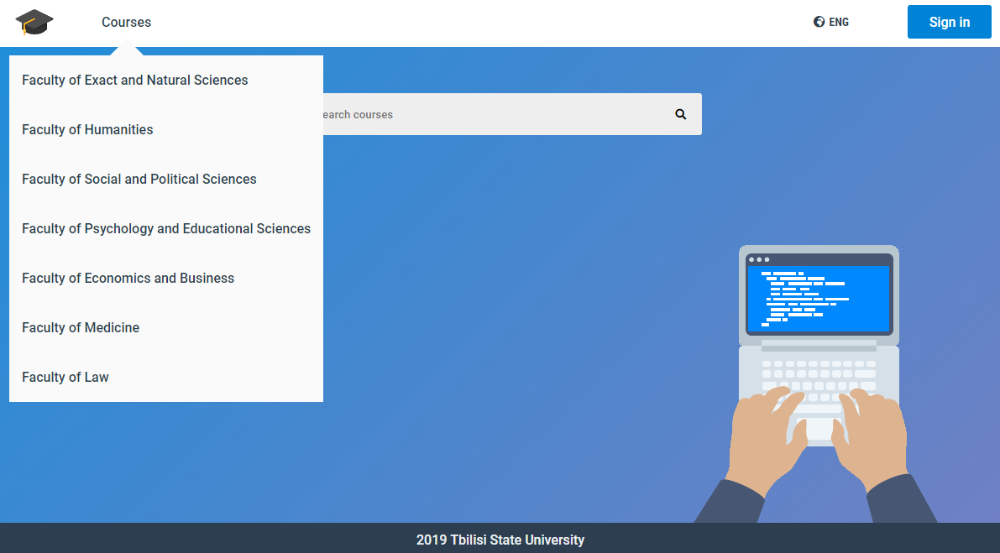 Courses
ENG
Sign in
Faculty of Exact and Natural Sciences
earch courses
Faculty of Humanities
Faculty of Social and Political Sciences
Faculty of Psychology and Educational Sciences
Faculty of Economics and Business
Faculty of Medicine
Faculty of Law
2019 Tbilisi State University